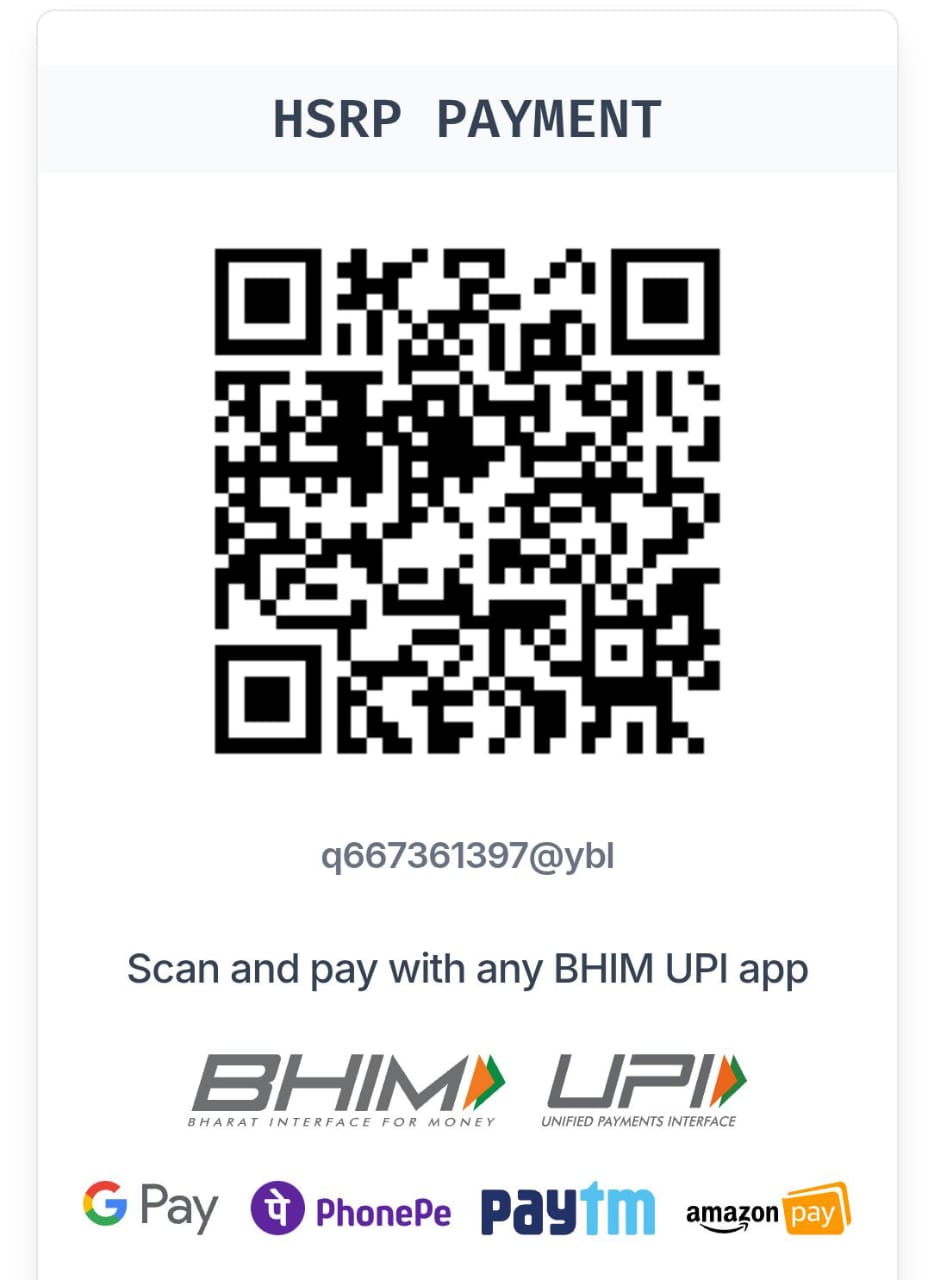 HSRP PAYMENT
q667361397@ybl
Scan and pay with any BHIM UPI app
BHIM UPI
BHARAT INTERFACE FOR MONEY UNIFIED PAYMENTS INTERFACE
G Pay पे PhonePe paytm amazon pay